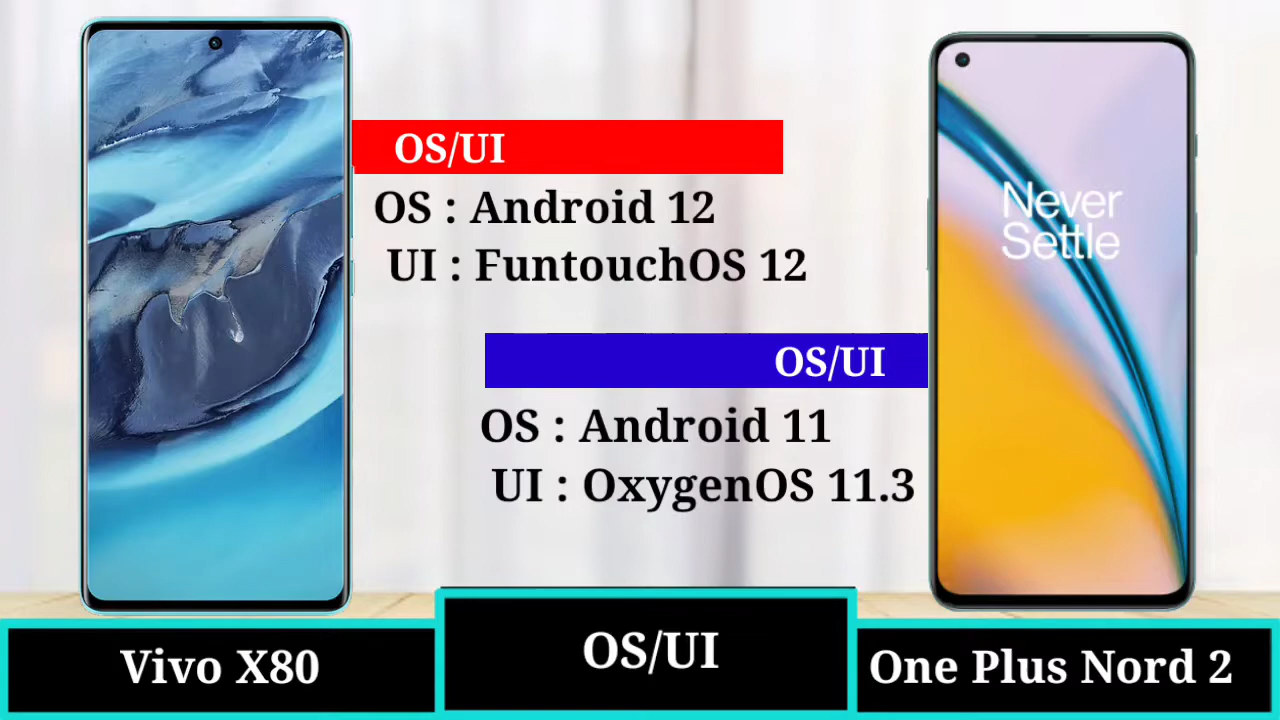 OS/UI
OS : Android 12
UI : FuntouchOS 12
Never
Settle
OS/UI
OS : Android 11
UI : OxygenOS 11.3
Vivo X80
OS/UI
One Plus Nord 2